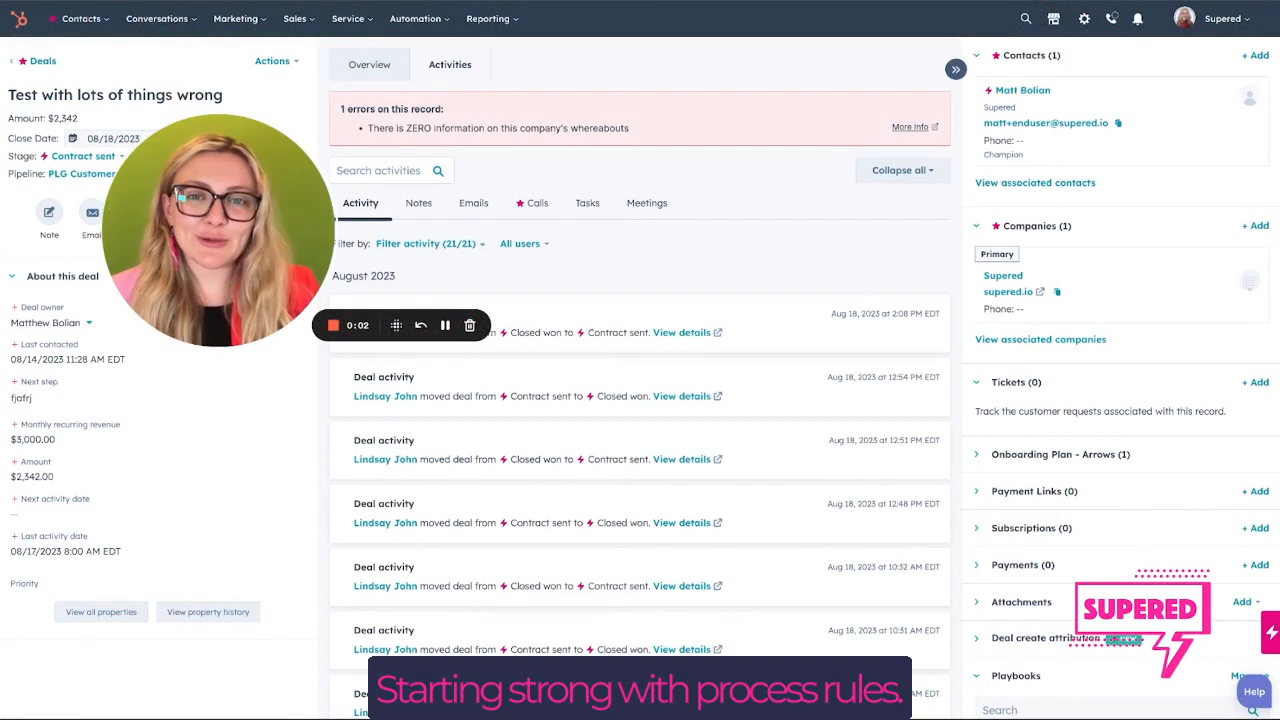 Contacts
Conversations
Marketing
Sales
Service
Automation
Reporting
Supered
Deals
Actions
Test with lots of things wrong
Amount: $2,342
Close Date: 08/18/2023
Stage: Contract sent
Pipeline: PLG Customer
Note
About this deal
Deal owner
Matthew Bolian
Last contacted
08/14/2023 11:28 AM EDT
Next step
fjafrj
Monthly recurring revenue
$3,000.00
Amount
$2,342.00
Next activity date
--
Last activity date
08/17/2023 8:00 AM EDT
Priority
View all properties
View property history
Overview
Activities
1 errors on this record:
There is ZERO information on this company's whereabouts
More Info
Search activities
Collapse all
Activity
Notes
Emails
Calls
Tasks
Meetings
Filter by: Filter activity (21/21)
All users
August 2023
0:02
Aug 18, 2023 at 2:08 PM EDT
Closed won to Contract sent. View details
Deal activity
Aug 18, 2023 at 12:54 PM EDT
Lindsay John moved deal from Contract sent to Closed won. View details
Deal activity
Aug 18, 2023 at 12:51 PM EDT
Lindsay John moved deal from Closed won to Contract sent. View details
Deal activity
Aug 18, 2023 at 12:48 PM EDT
Lindsay John moved deal from Contract sent to Closed won. View details
Deal activity
Aug 18, 2023 at 10:32 AM EDT
Lindsay John moved deal from Closed won to Contract sent. View details
Deal activity
Aug 18, 2023 at 10:31 AM EDT
Lindsay John moved deal from Contract sent to Closed won. View details
Starting strong with process rules.
Contacts (1)
+ Add
Matt Bolian
Supered
matt+enduser@supered.io
Phone: --
Champion
View associated contacts
Companies (1)
+ Add
Primary
Supered
supered.io
Phone: --
View associated companies
Tickets (0)
+ Add
Track the customer requests associated with this record.
Onboarding Plan - Arrows (1)
Payment Links (0)
+ Add
Subscriptions (0)
+ Add
Payments (0)
+ Add
Attachments
Add
SUPERED
Deal create attribution
Playbooks
Search
Help